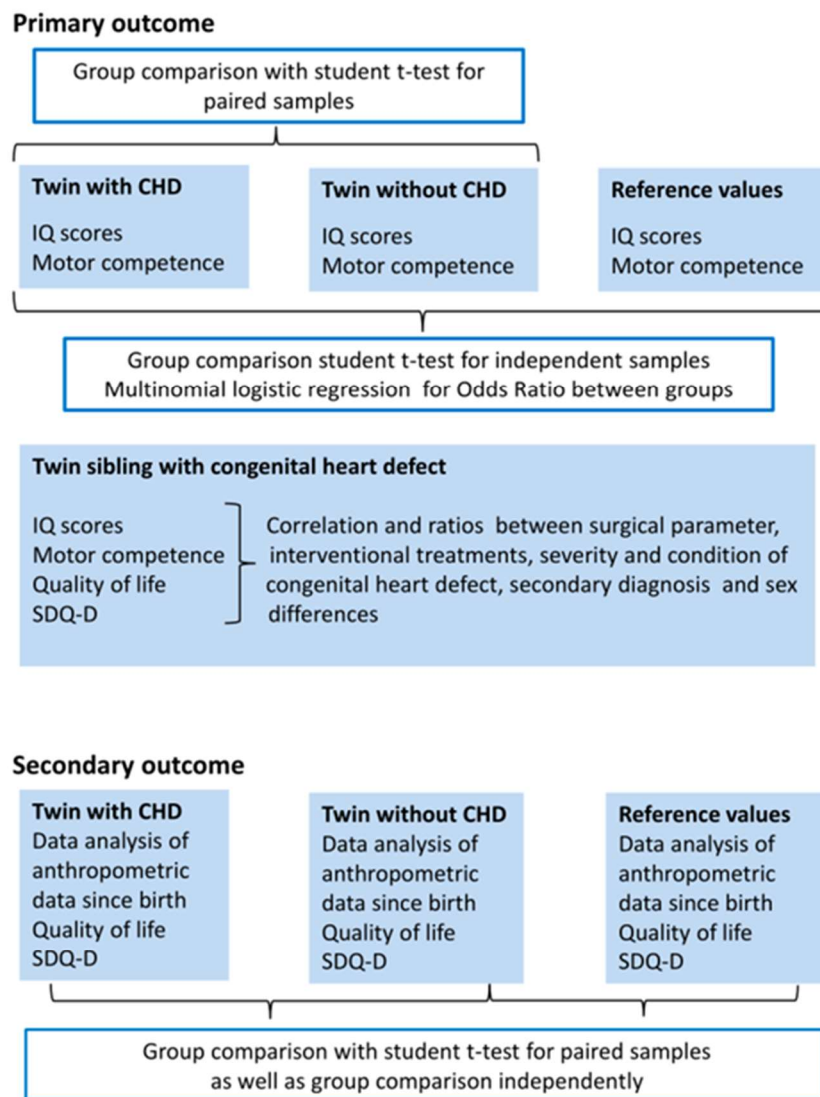 Primary outcome
Group comparison with student t-test for
paired samples
Twin with CHD
IQ scores
Motor competence
Twin without CHD
IQ scores
Motor competence
Reference values
IQ scores
Motor competence
Group comparison student t-test for independent samples
Multinomial logistic regression for Odds Ratio between groups
Twin sibling with congenital heart defect
IQ scores
Motor competence
Quality of life
SDQ-D
Correlation and ratios between surgical parameter,
interventional treatments, severity and condition of
congenital heart defect, secondary diagnosis and sex
differences
Secondary outcome
Twin with CHD
Data analysis of
anthropometric
data since birth
Quality of life
SDQ-D
Twin without CHD
Data analysis of
anthropometric
data since birth
Quality of life
SDQ-D
Reference values
Data analysis of
anthropometric
data since birth
Quality of life
SDQ-D
Group comparison with student t-test for paired samples
as well as group comparison independently